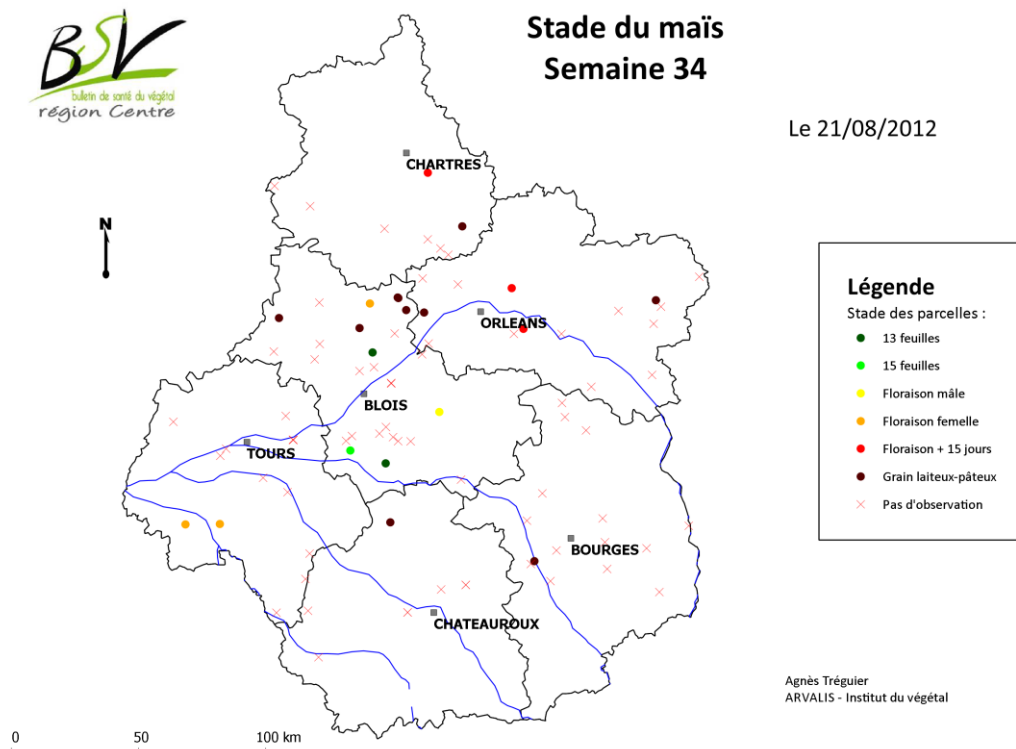 BSV
bulletin de santé du végétal
région Centre
Stade du maïs
Semaine 34
Le 21/08/2012
N
CHARTRES
ORLEANS
BLOIS
TOURS
BOURGES
CHATEAUROUX
Légende
Stade des parcelles :
13 feuilles
15 feuilles
Floraison mâle
Floraison femelle
Floraison + 15 jours
Grain laiteux-pâteux
Pas d'observation
Agnès Tréguier
ARVALIS - Institut du végétal
0 50 100 km